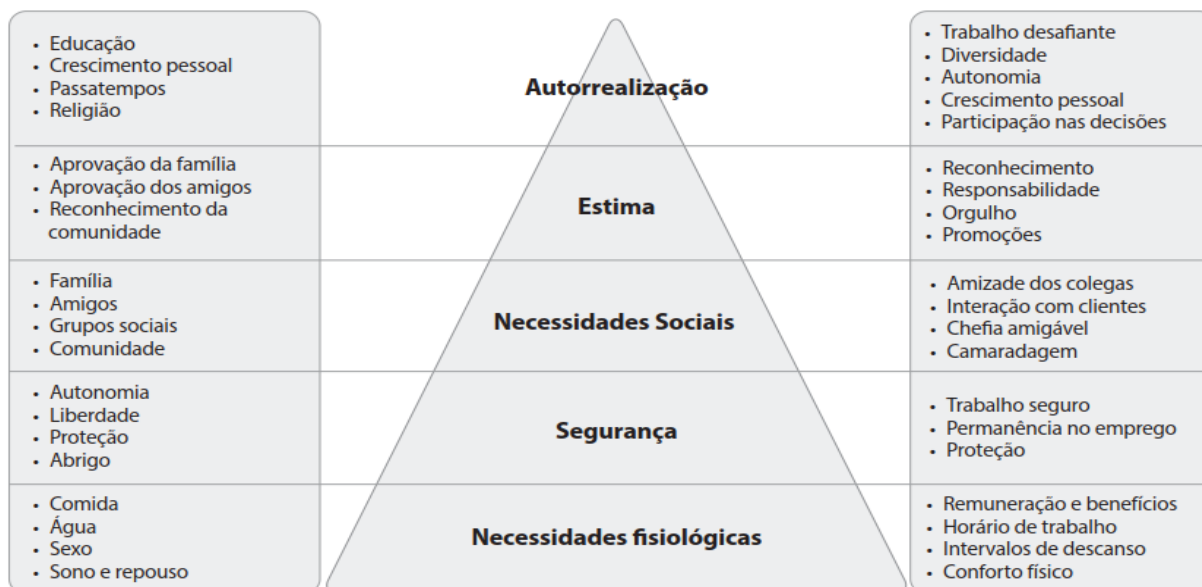 • Educação
• Crescimento pessoal
• Passatempos
• Religião
Autorrealização
• Trabalho desafiante
• Diversidade
• Autonomia
• Crescimento pessoal
• Participação nas decisões
• Aprovação da família
• Aprovação dos amigos
• Reconhecimento da
comunidade
Estima
• Reconhecimento
• Responsabilidade
• Orgulho
• Promoções
• Família
• Amigos
• Grupos sociais
• Comunidade
Necessidades Sociais
• Amizade dos colegas
• Interação com clientes
• Chefia amigável
• Camaradagem
• Autonomia
• Liberdade
• Proteção
• Abrigo
Segurança
• Trabalho seguro
• Permanência no emprego
• Proteção
• Comida
• Água
• Sexo
• Sono e repouso
Necessidades fisiológicas
• Remuneração e benefícios
• Horário de trabalho
• Intervalos de descanso
• Conforto físico